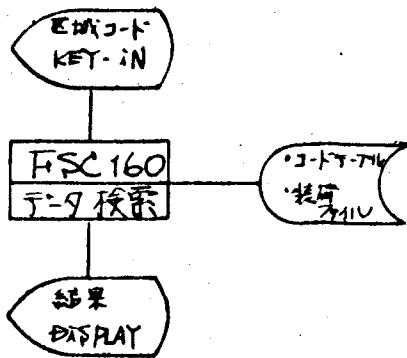 区域コード
KEY-iN
FSC160
データ検索
・コードテーブル
・装備
ファイル
結果
DiSPLAY